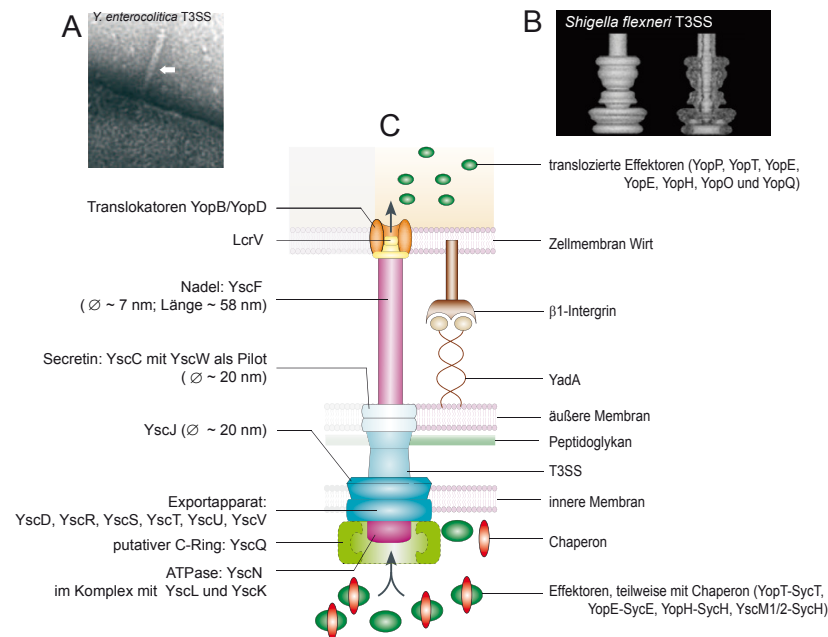 A
Y. enterocolitica T3SS
B
Shigella flexneri T3SS
C
translozierte Effektoren (YopP, YopT, YopE,
YopE, YopH, YopO und YopQ)
Translokatoren YopB/YopD
LcrV
Zellmembran Wirt
Nadel: YscF
( ∅ ~ 7 nm; Länge ~ 58 nm)
β1-Intergrin
Secretin: YscC mit YscW als Pilot
( ∅ ~ 20 nm)
YadA
äußere Membran
YscJ (∅ ~ 20 nm)
Peptidoglykan
T3SS
Exportapparat:
YscD, YscR, YscS, YscT, YscU, YscV
innere Membran
putativer C-Ring: YscQ
Chaperon
ATPase: YscN
im Komplex mit YscL und YscK
Effektoren, teilweise mit Chaperon (YopT-SycT,
YopE-SycE, YopH-SycH, YscM1/2-SycH)